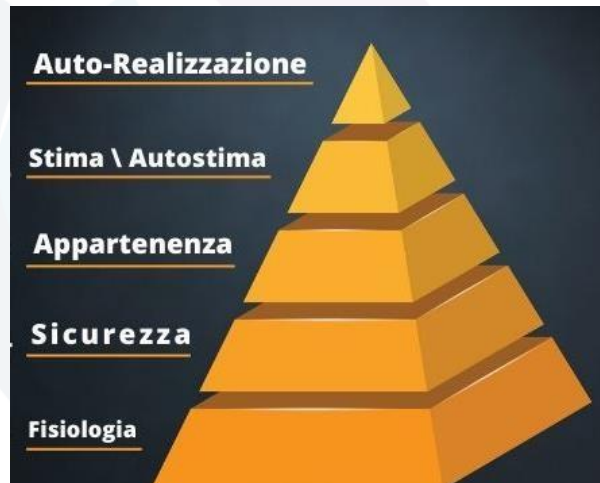 Auto-Realizzazione
Stima \ Autostima
Appartenenza
Sicurezza
Fisiologia